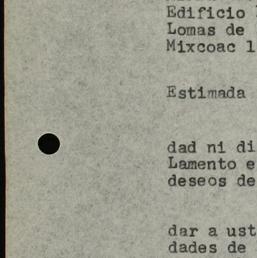 Edificio
Lomas de
Mixcoac 1
Estimada
dad ni di
Lamento e
deseos de
dar a ust
dades de